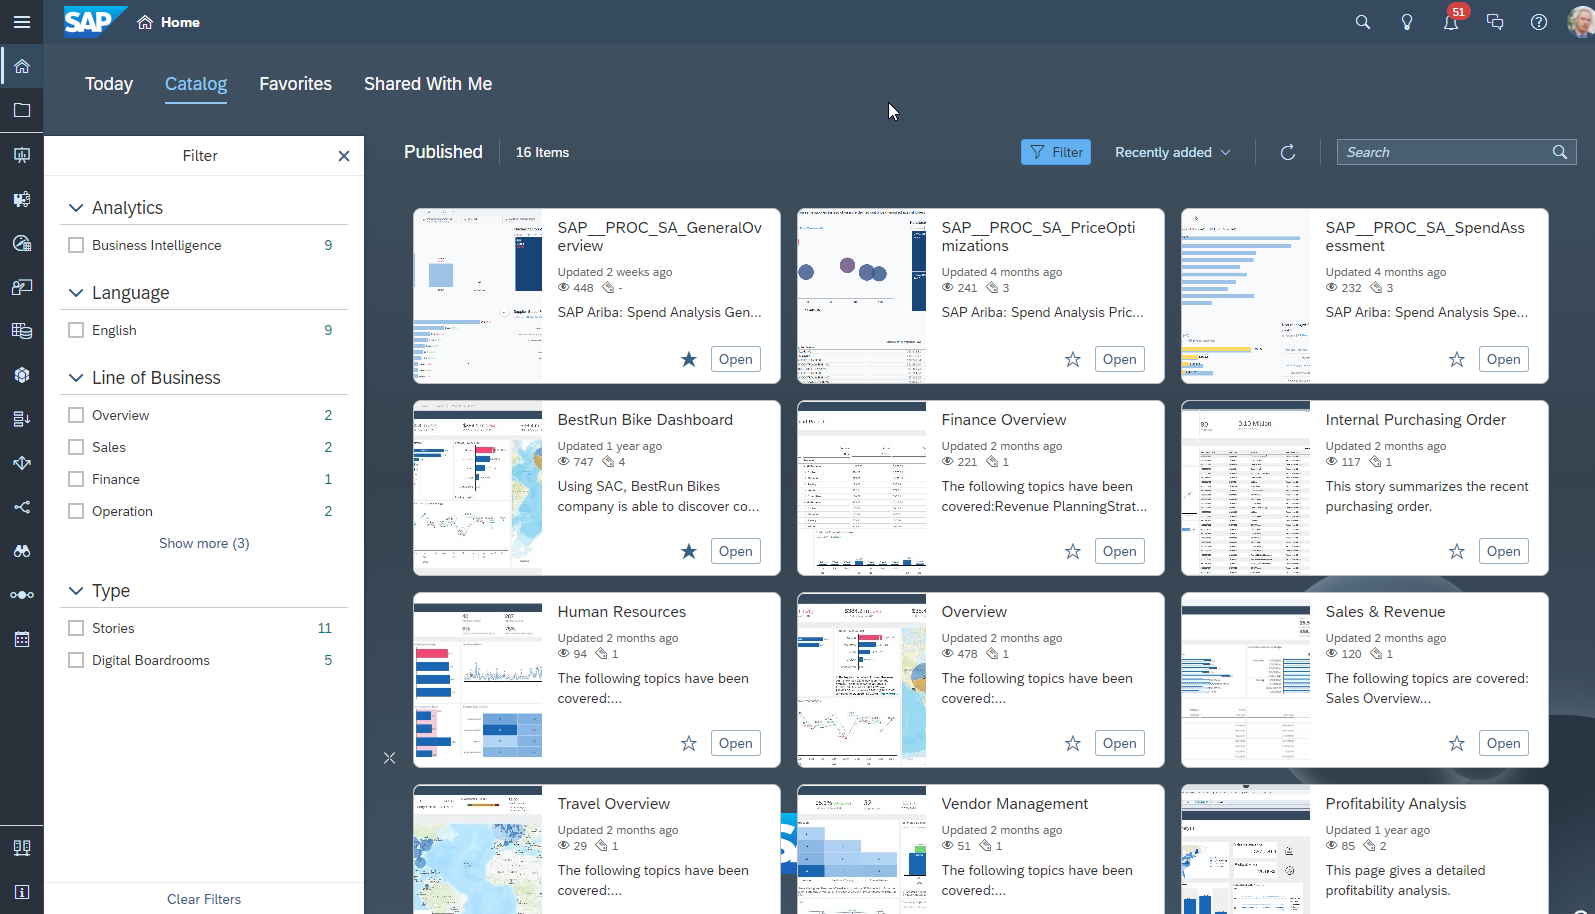 SAP
Home
51
Today
Catalog
Favorites
Shared With Me
Filter
Analytics
Business Intelligence 9
Language
English 9
Line of Business
Overview 2
Sales 2
Finance 1
Operation 2
Show more (3)
Type
Stories 11
Digital Boardrooms 5
Clear Filters
Published
16 Items
Filter
Recently added
Search
SAP__PROC_SA_GeneralOv
erview
Updated 2 weeks ago
448 -
SAP Ariba: Spend Analysis Gen...
Open
SAP__PROC_SA_PriceOpti
mizations
Updated 4 months ago
241 3
SAP Ariba: Spend Analysis Pric...
Open
SAP__PROC_SA_SpendAss
essment
Updated 4 months ago
232 3
SAP Ariba: Spend Analysis Spe...
Open
BestRun Bike Dashboard
Updated 1 year ago
747 4
Using SAC, BestRun Bikes
company is able to discover co...
Open
Finance Overview
Updated 2 months ago
221 1
The following topics have been
covered:Revenue PlanningStrat...
Open
Internal Purchasing Order
Updated 2 months ago
117 1
This story summarizes the recent
purchasing order.
Open
Human Resources
Updated 2 months ago
94 1
The following topics have been
covered:...
Open
Overview
Updated 2 months ago
478 1
The following topics have been
covered:...
Open
Sales & Revenue
Updated 2 months ago
120 1
The following topics are covered:
Sales Overview...
Open
Travel Overview
Updated 2 months ago
29 1
The following topics have been
covered:...
Vendor Management
Updated 2 months ago
51 1
The following topics have been
covered:...
Profitability Analysis
Updated 1 year ago
85 2
This page gives a detailed
profitability analysis.